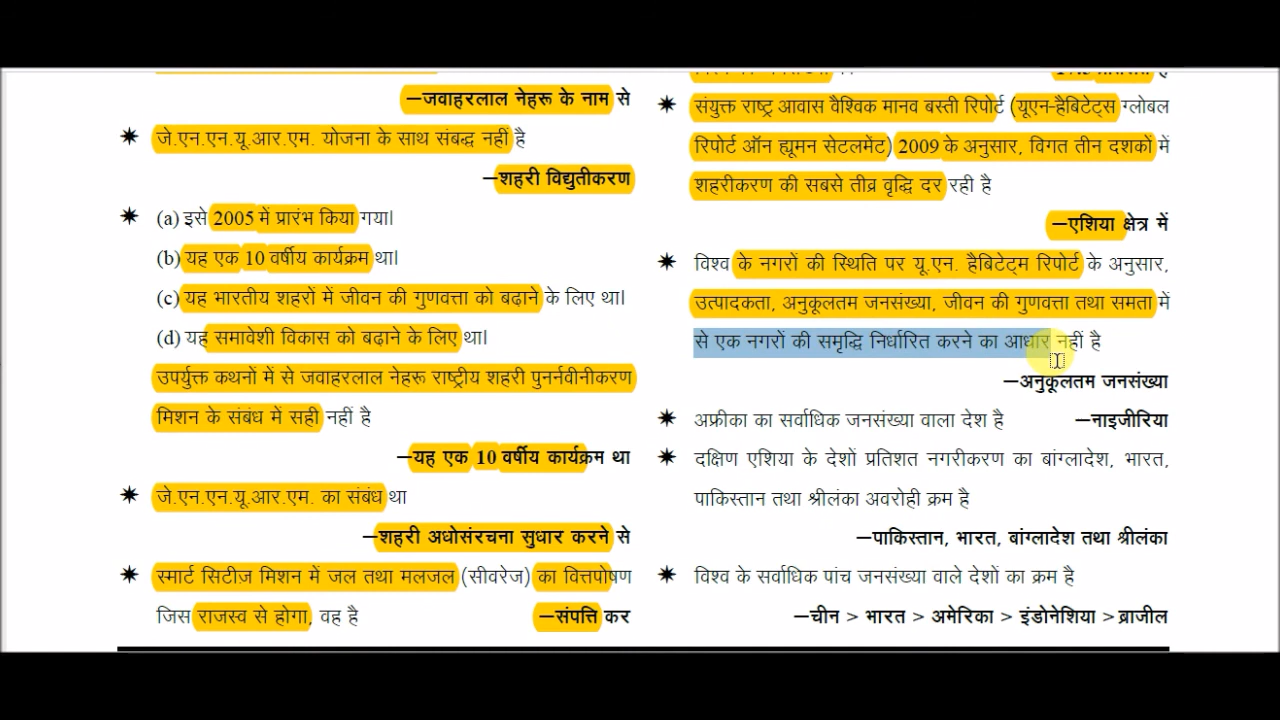 —जवाहरलाल नेहरू के नाम से
✷ जे.एन.एन.यू.आर.एम. योजना के साथ संबद्ध नहीं है
—शहरी विद्युतीकरण
✷ (a) इसे 2005 में प्रारंभ किया गया।
(b) यह एक 10 वर्षीय कार्यक्रम था।
(c) यह भारतीय शहरों में जीवन की गुणवत्ता को बढ़ाने के लिए था।
(d) यह समावेशी विकास को बढ़ाने के लिए था।
उपर्युक्त कथनों में से जवाहरलाल नेहरू राष्ट्रीय शहरी पुनर्नवीनीकरण
मिशन के संबंध में सही नहीं है
—यह एक 10 वर्षीय कार्यक्रम था
✷ जे.एन.एन.यू.आर.एम. का संबंध था
—शहरी अधोसंरचना सुधार करने से
✷ स्मार्ट सिटीज़ मिशन में जल तथा मलजल (सीवरेज) का वित्तपोषण
जिस राजस्व से होगा, वह है —संपत्ति कर
✷ संयुक्त राष्ट्र आवास वैश्विक मानव बस्ती रिपोर्ट (यूएन-हैबिटेट्स ग्लोबल
रिपोर्ट ऑन ह्यूमन सेटलमेंट) 2009 के अनुसार, विगत तीन दशकों में
शहरीकरण की सबसे तीव्र वृद्धि दर रही है
—एशिया क्षेत्र में
✷ विश्व के नगरों की स्थिति पर यू.एन. हैबिटेट्म रिपोर्ट के अनुसार,
उत्पादकता, अनुकूलतम जनसंख्या, जीवन की गुणवत्ता तथा समता में
से एक नगरों की समृद्धि निर्धारित करने का आधार नहीं है
—अनुकूलतम जनसंख्या
✷ अफ्रीका का सर्वाधिक जनसंख्या वाला देश है —नाइजीरिया
✷ दक्षिण एशिया के देशों प्रतिशत नगरीकरण का बांग्लादेश, भारत,
पाकिस्तान तथा श्रीलंका अवरोही क्रम है
—पाकिस्तान, भारत, बांग्लादेश तथा श्रीलंका
✷ विश्व के सर्वाधिक पांच जनसंख्या वाले देशों का क्रम है
—चीन > भारत > अमेरिका > इंडोनेशिया > ब्राजील